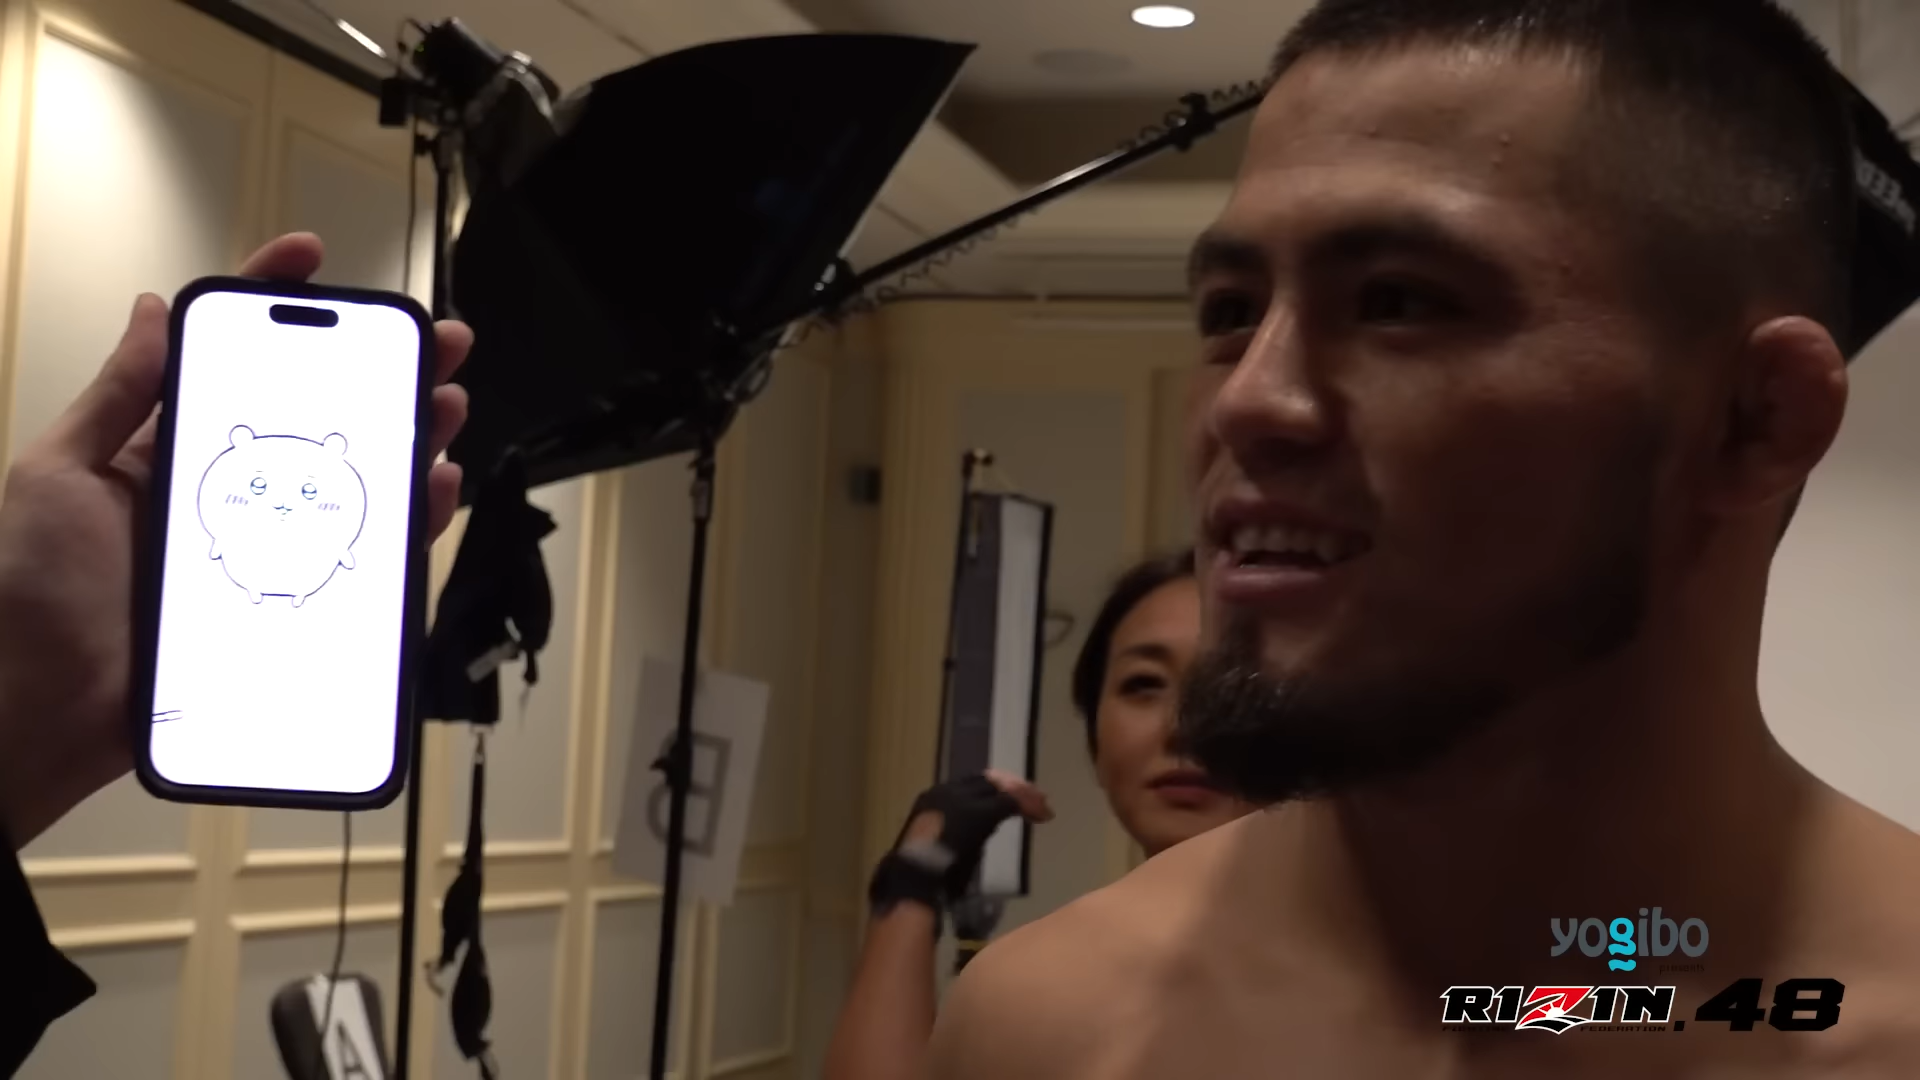 yogibo
presents
RIZIN.48
FIGHTING FEDERATION
B
A